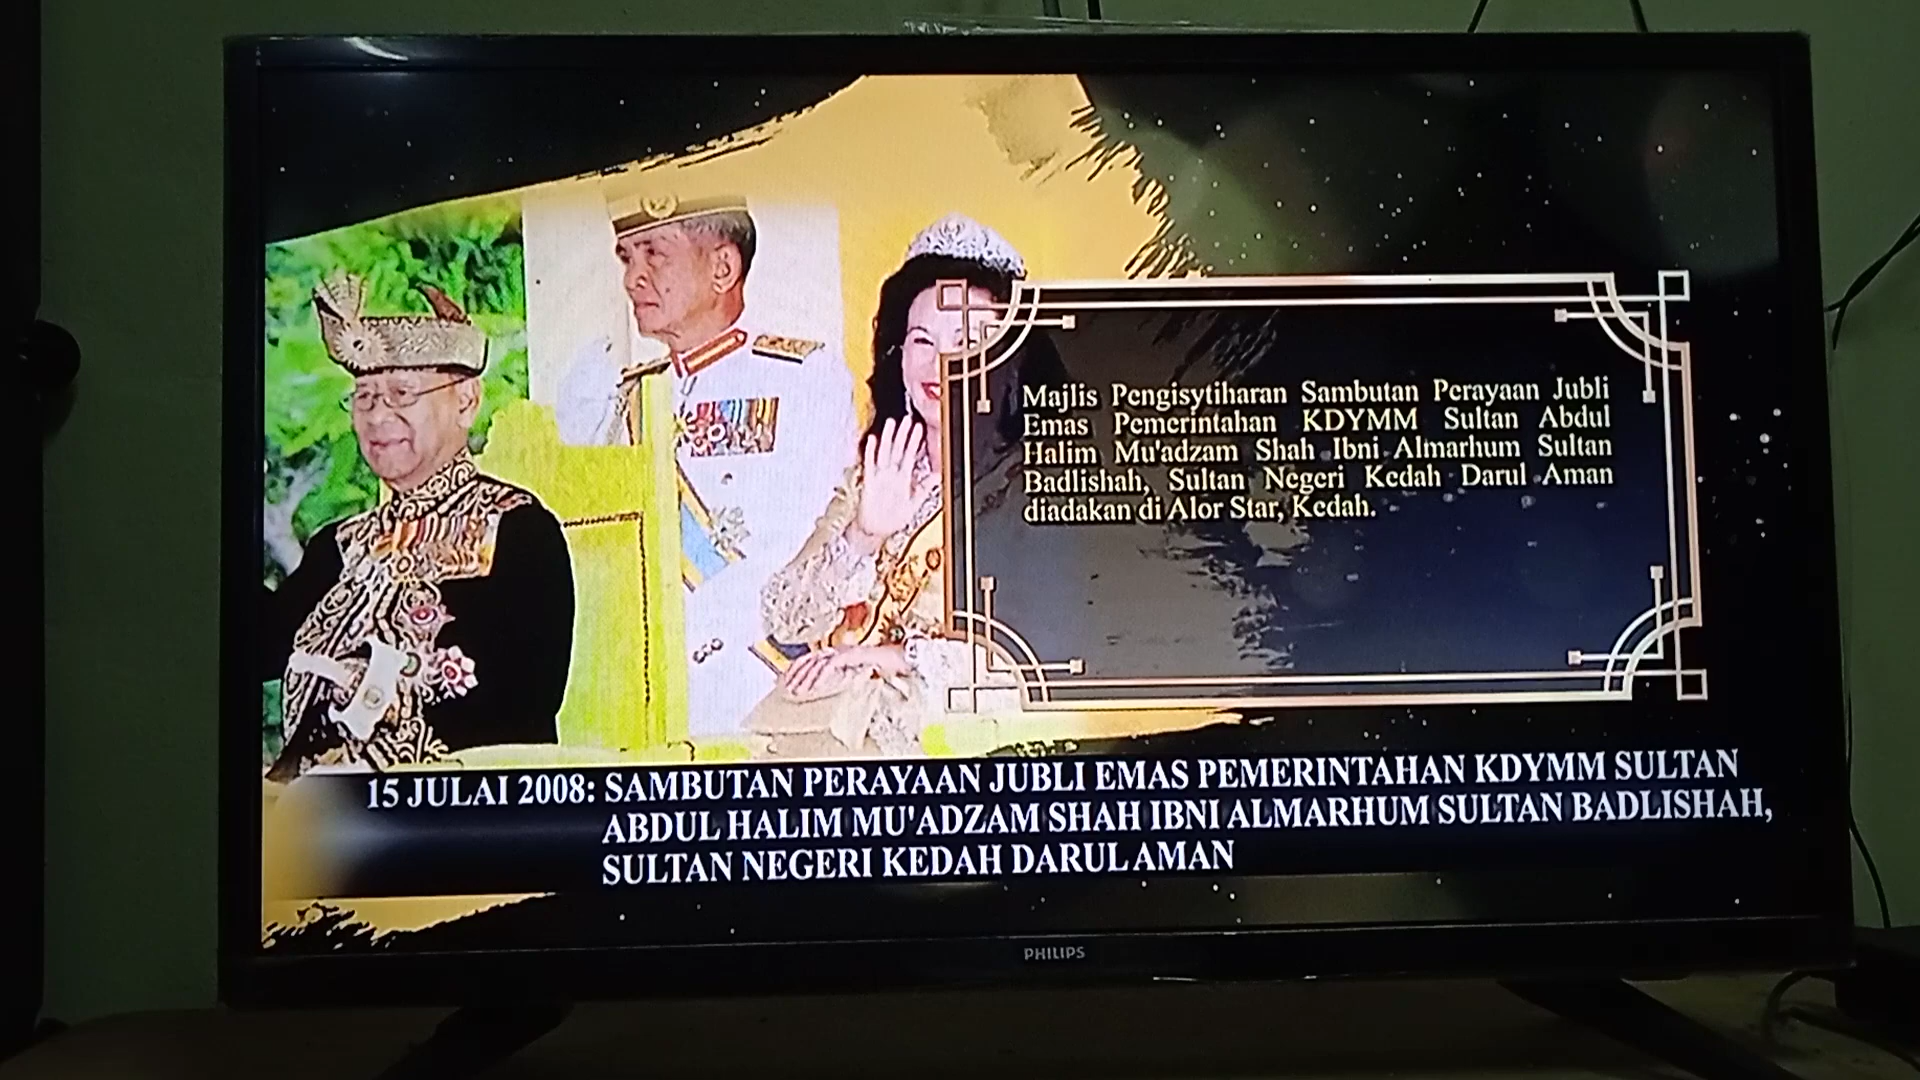 Majlis Pengisytiharan Sambutan Perayaan Jubli
Emas Pemerintahan KDYMM Sultan Abdul
Halim Mu'adzam Shah Ibni Almarhum Sultan
Badlishah, Sultan Negeri Kedah Darul Aman
diadakan di Alor Star, Kedah.
15 JULAI 2008: SAMBUTAN PERAYAAN JUBLI EMAS PEMERINTAHAN KDYMM SULTAN
ABDUL HALIM MU'ADZAM SHAH IBNI ALMARHUM SULTAN BADLISHAH,
SULTAN NEGERI KEDAH DARUL AMAN
PHILIPS